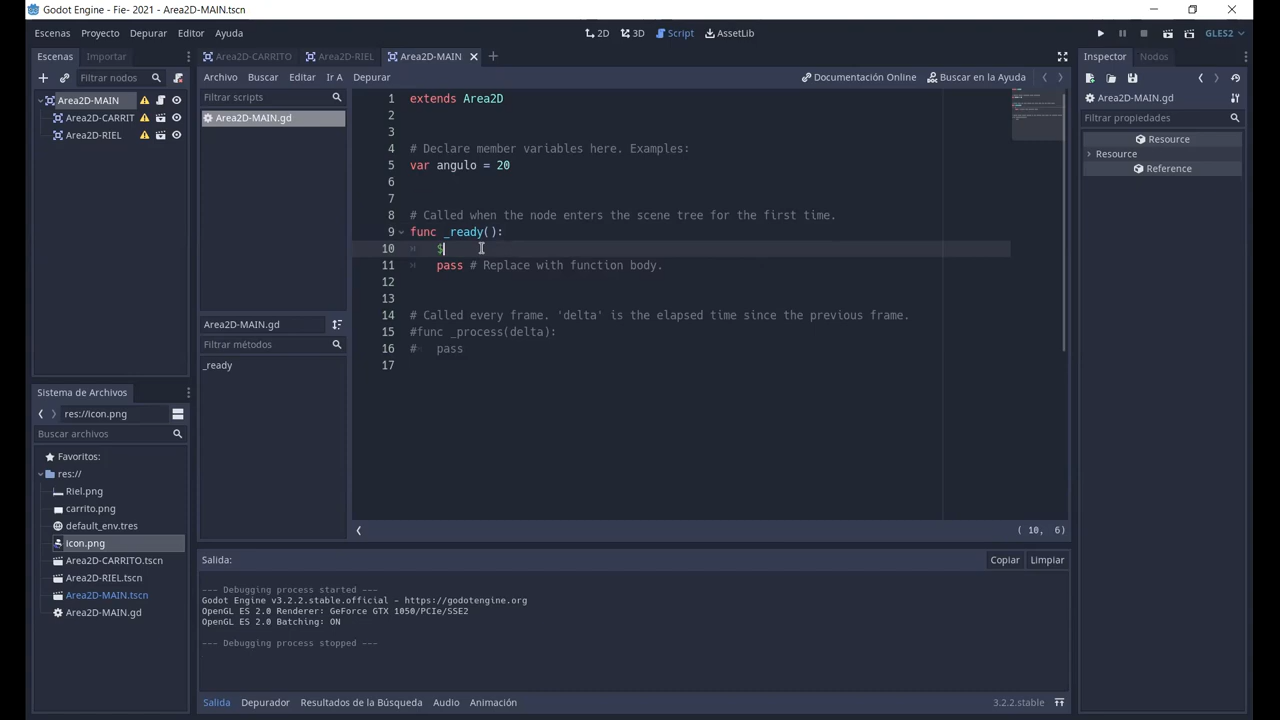 Godot Engine - Fie- 2021 - Area2D-MAIN.tscn
Escenas Proyecto Depurar Editor Ayuda
2D 3D Script AssetLib
GLES2
Escenas Importar
Filtrar nodos
Area2D-MAIN
Area2D-CARRIT
Area2D-RIEL
Area2D-CARRITO Area2D-RIEL Area2D-MAIN
Archivo Buscar Editar Ir A Depurar
Documentación Online Buscar en la Ayuda
Filtrar scripts
Area2D-MAIN.gd
Area2D-MAIN.gd
Filtrar métodos
_ready
1 extends Area2D
2
3
4 # Declare member variables here. Examples:
5 var angulo = 20
6
7
8 # Called when the node enters the scene tree for the first time.
9 func _ready():
10 $
11 pass # Replace with function body.
12
13
14 # Called every frame. 'delta' is the elapsed time since the previous frame.
15 #func _process(delta):
16 # pass
17
( 10, 6)
Sistema de Archivos
res://icon.png
Buscar archivos
Favoritos:
res://
Riel.png
carrito.png
default_env.tres
icon.png
Area2D-CARRITO.tscn
Area2D-RIEL.tscn
Area2D-MAIN.tscn
Area2D-MAIN.gd
Salida:
Copiar Limpiar
--- Debugging process started ---
Godot Engine v3.2.2.stable.official - https://godotengine.org
OpenGL ES 2.0 Renderer: GeForce GTX 1050/PCIe/SSE2
OpenGL ES 2.0 Batching: ON
--- Debugging process stopped ---
Salida Depurador Resultados de la Búsqueda Audio Animación
3.2.2.stable
Inspector Nodos
Area2D-MAIN.gd
Filtrar propiedades
Resource
Resource
Reference